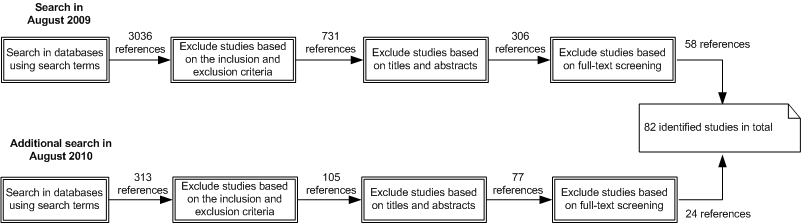 Search in
August 2009
Search in databases
using search terms
3036
references
Exclude studies based
on the inclusion and
exclusion criteria
731
references
Exclude studies based
on titles and abstracts
306
references
Exclude studies based
on full-text screening
58 references
82 identified studies in total
Additional search in
August 2010
Search in databases
using search terms
313
references
Exclude studies based
on the inclusion and
exclusion criteria
105
references
Exclude studies based
on titles and abstracts
77
references
Exclude studies based
on full-text screening
24 references